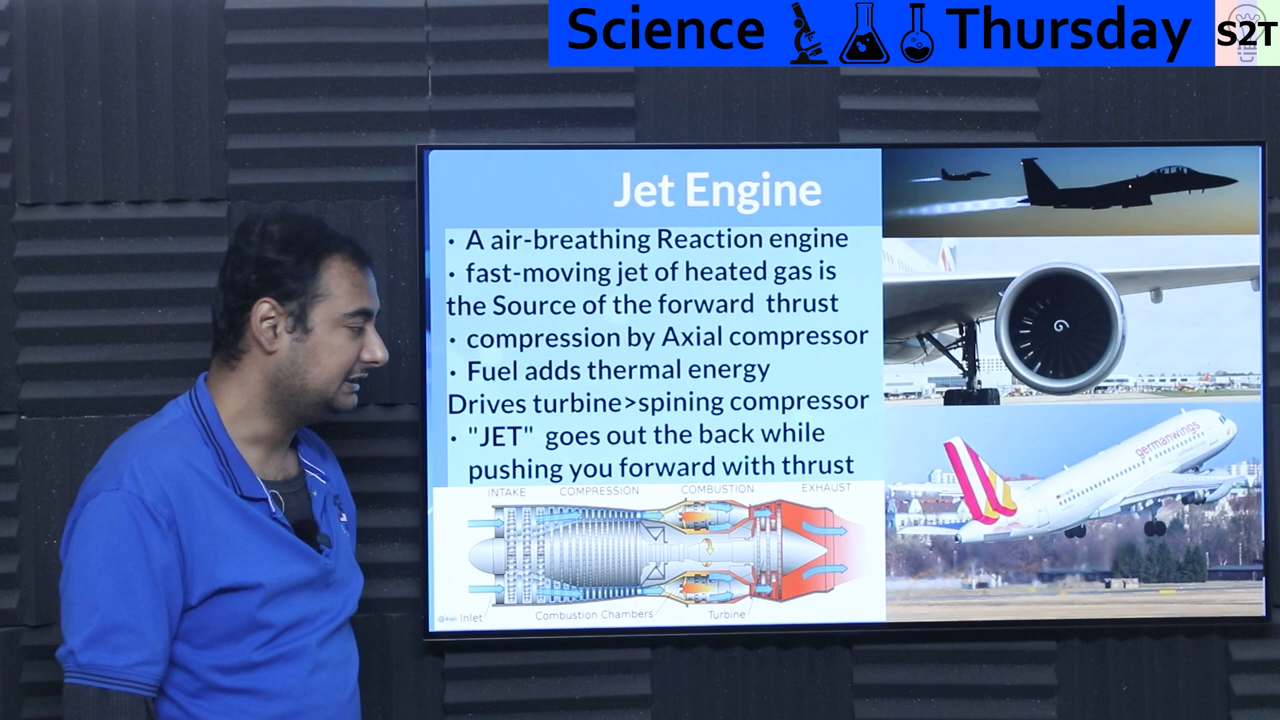 Science Thursday
S2T
Jet Engine
· A air-breathing Reaction engine
· fast-moving jet of heated gas is
the Source of the forward thrust
· compression by Axial compressor
· Fuel adds thermal energy
Drives turbine>spining compressor
· "JET" goes out the back while
pushing you forward with thrust
INTAKE COMPRESSION COMBUSTION EXHAUST
Inlet Combustion Chambers Turbine
germanwings